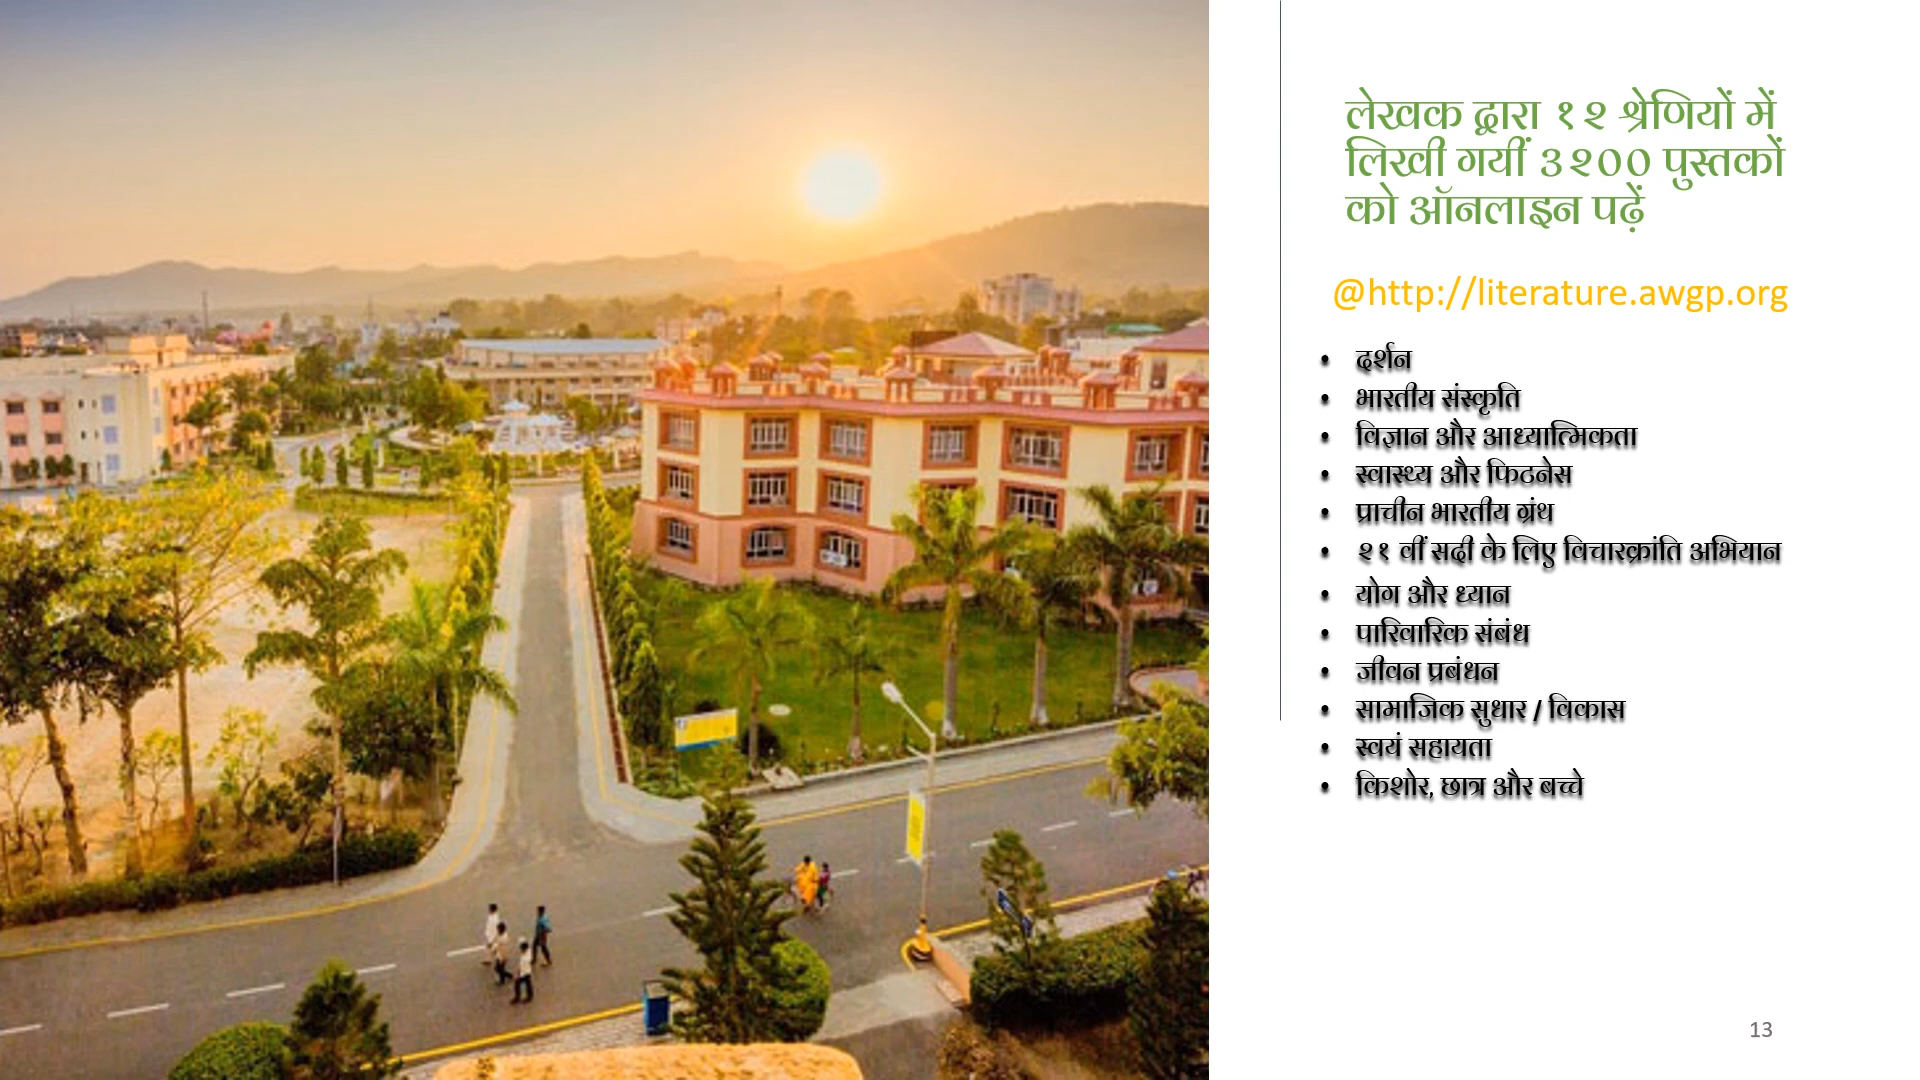 लेखक द्वारा १२ श्रेणियों में
लिखी गयीं ३२०० पुस्तकों
को ऑनलाइन पढ़ें
@http://literature.awgp.org
• दर्शन
• भारतीय संस्कृति
• विज्ञान और आध्यात्मिकता
• स्वास्थ्य और फिटनेस
• प्राचीन भारतीय ग्रंथ
• २१ वीं सदी के लिए विचारक्रांति अभियान
• योग और ध्यान
• पारिवारिक संबंध
• जीवन प्रबंधन
• सामाजिक सुधार / विकास
• स्वयं सहायता
• किशोर, छात्र और बच्चे
13